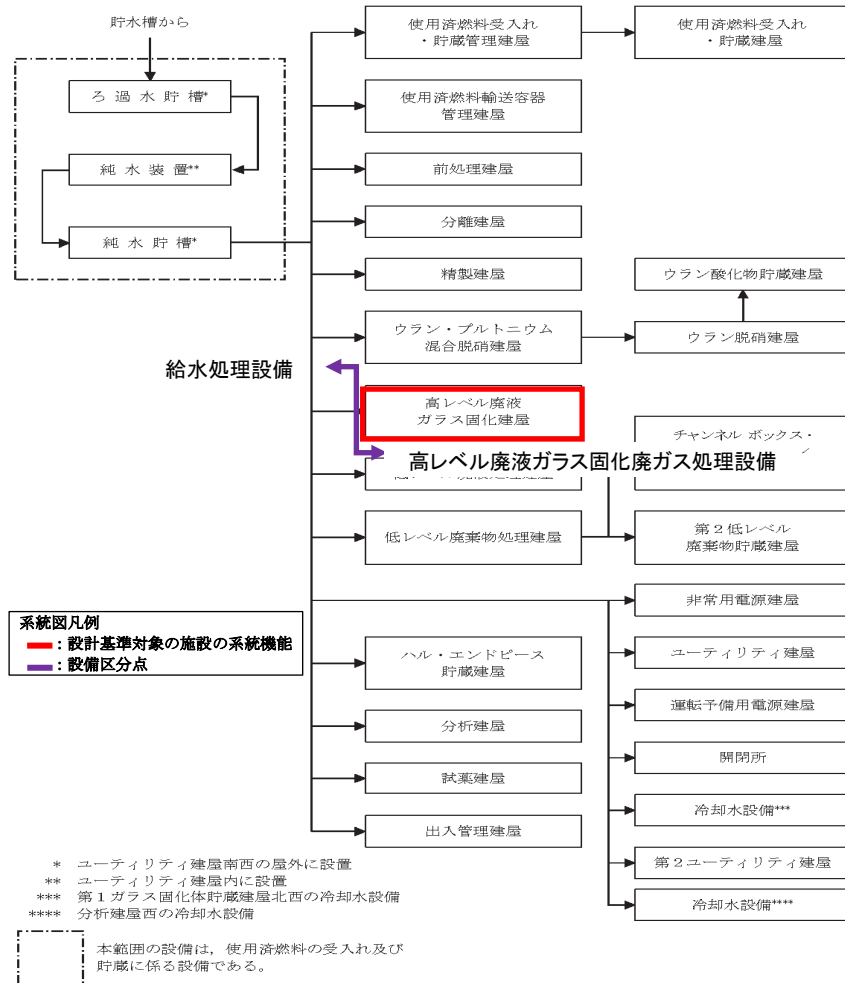 貯水槽から
ろ過水貯槽*
純水装置**
純水貯槽*
使用済燃料受入れ
・貯蔵管理建屋
使用済燃料受入れ
・貯蔵建屋
使用済燃料輸送容器
管理建屋
前処理建屋
分離建屋
精製建屋
ウラン酸化物貯蔵建屋
ウラン・プルトニウム
混合脱硝建屋
ウラン脱硝建屋
給水処理設備
高レベル廃液
ガラス固化建屋
チャンネル ボックス・
高レベル廃液ガラス固化廃ガス処理設備
低レベル廃棄物処理建屋
第2低レベル
廃棄物貯蔵建屋
非常用電源建屋
系統図凡例
:設計基準対象の施設の系統機能
:設備区分点
ハル・エンドピース
貯蔵建屋
ユーティリティ建屋
分析建屋
運転予備用電源建屋
試薬建屋
開閉所
出入管理建屋
冷却水設備***
第2ユーティリティ建屋
冷却水設備****
* ユーティリティ建屋南西の屋外に設置
** ユーティリティ建屋内に設置
*** 第1ガラス固化体貯蔵建屋北西の冷却水設備
**** 分析建屋西の冷却水設備
本範囲の設備は,使用済燃料の受入れ及び
貯蔵に係る設備である。